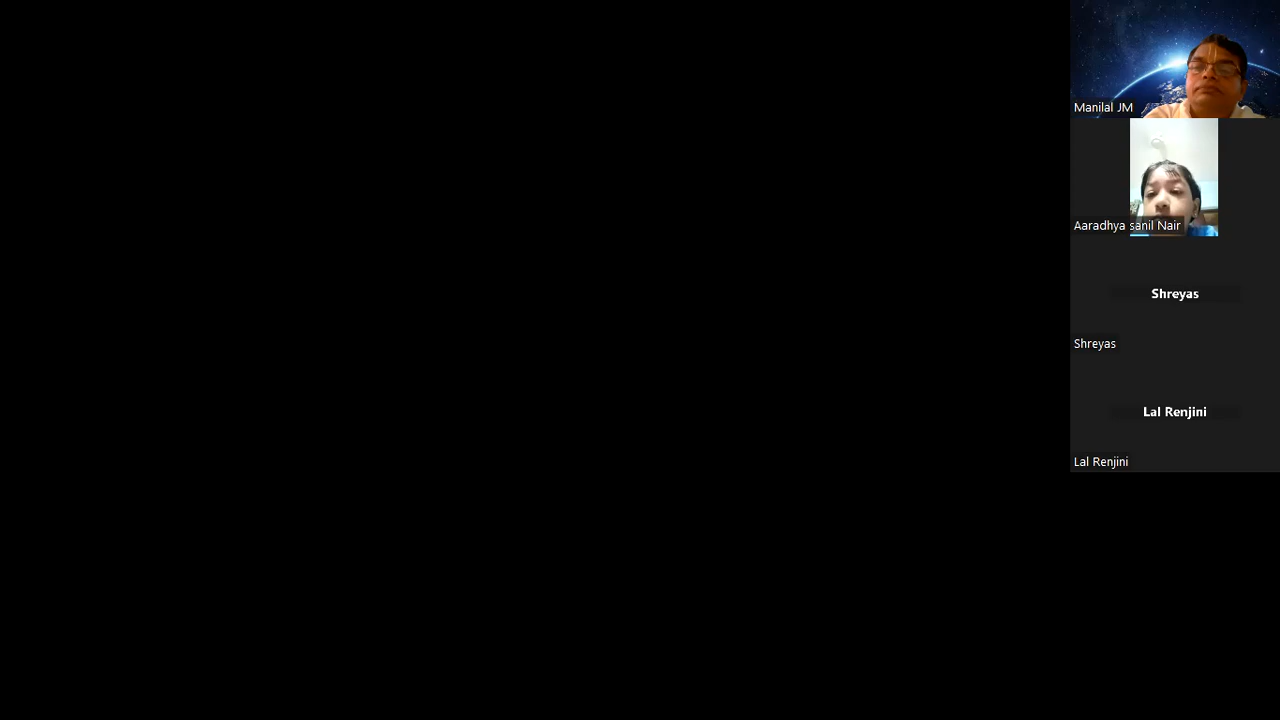 Manilal JM
Aaradhya sanil Nair
Shreyas
Shreyas
Lal Renjini
Lal Renjini